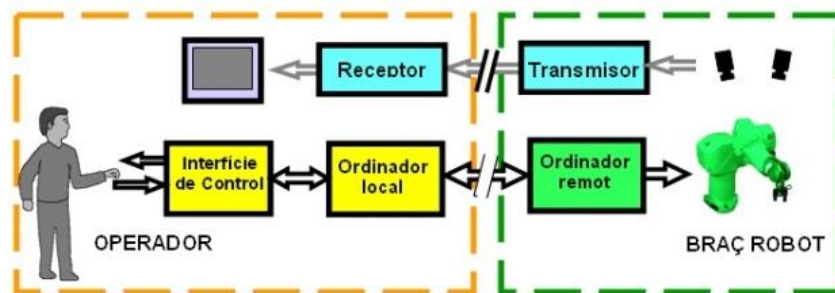 Receptor
Transmisor
Interfície
de Control
Ordinador
local
Ordinador
remot
OPERADOR
BRAÇ ROBOT